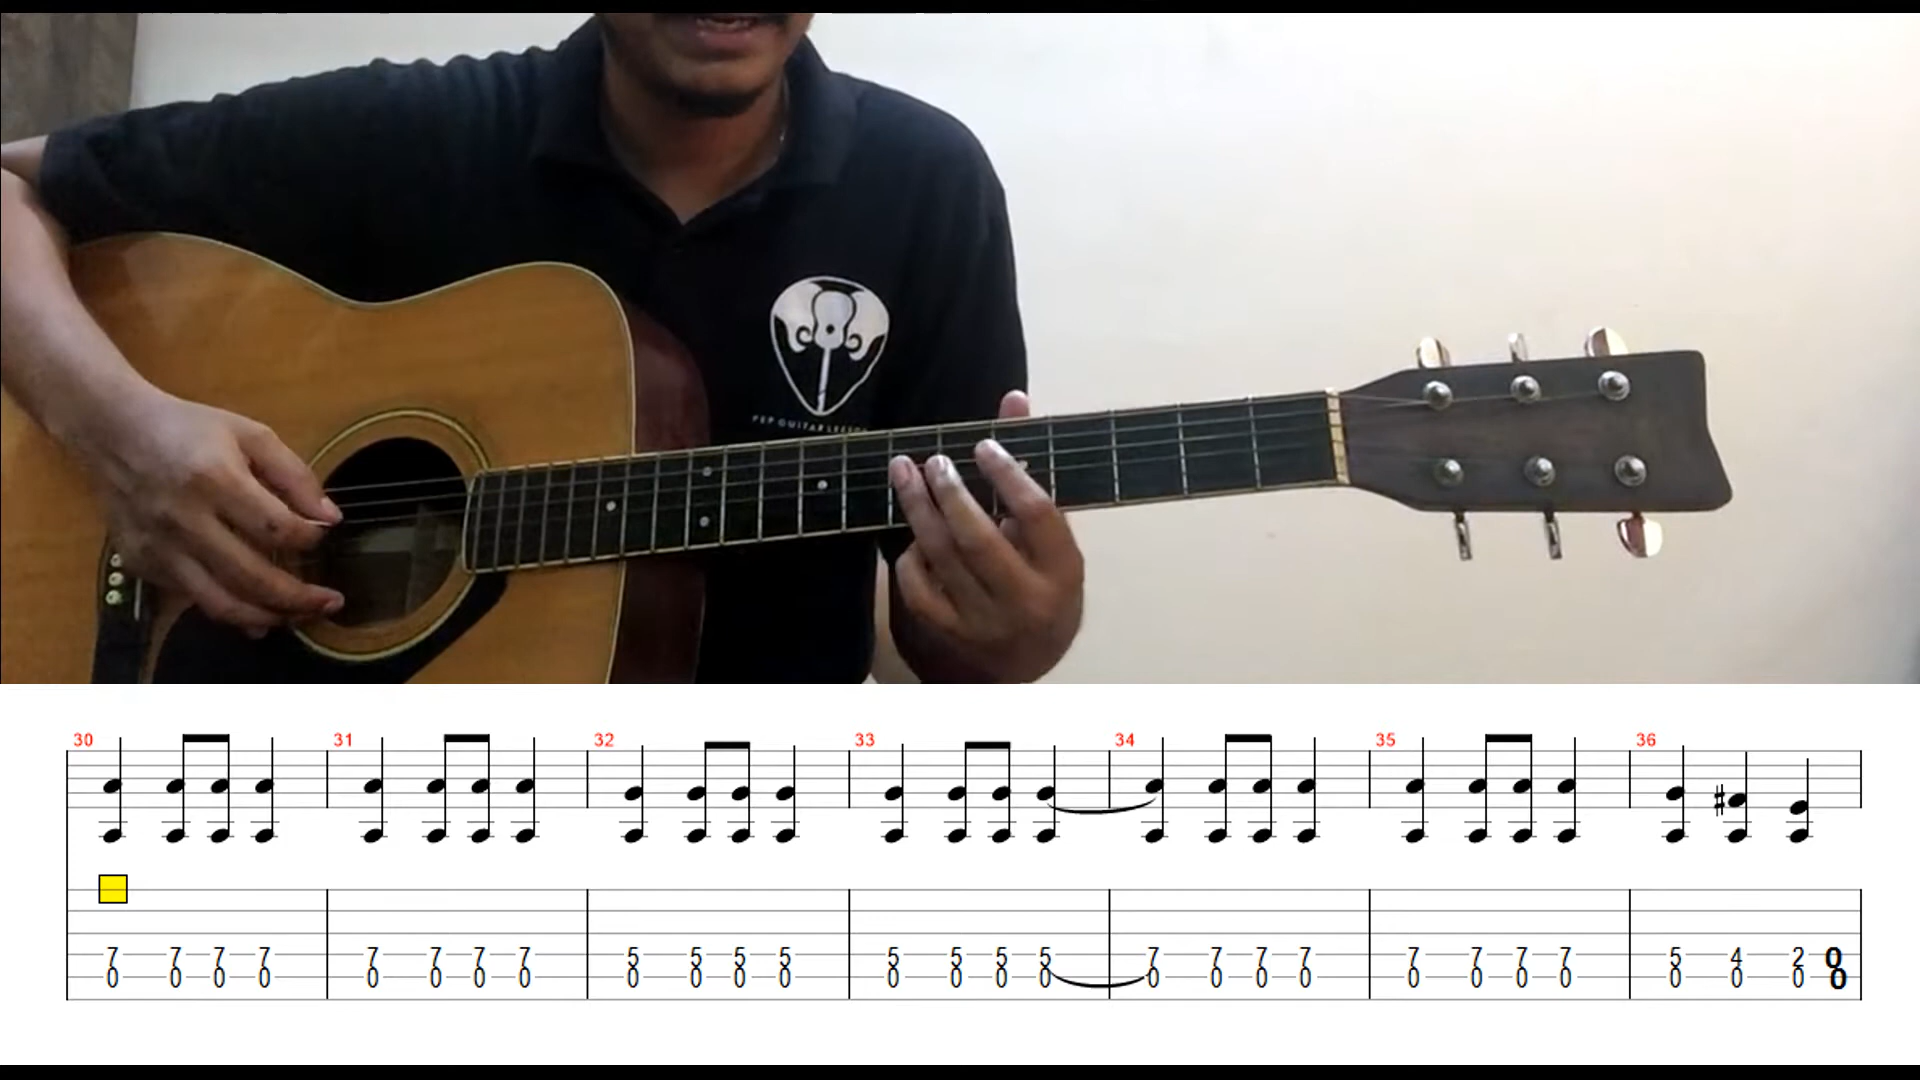 PEP GUITAR LESSO
30 31 32 33 34 35 36
7 7 7 7 7 7 7 7 5 5 5 5 5 5 5 5 7 7 7 7 7 7 7 7 5 4 2 0
0 0 0 0 0 0 0 0 0 0 0 0 0 0 0 0 0 0 0 0 0 0 0 0 0 0 0 0